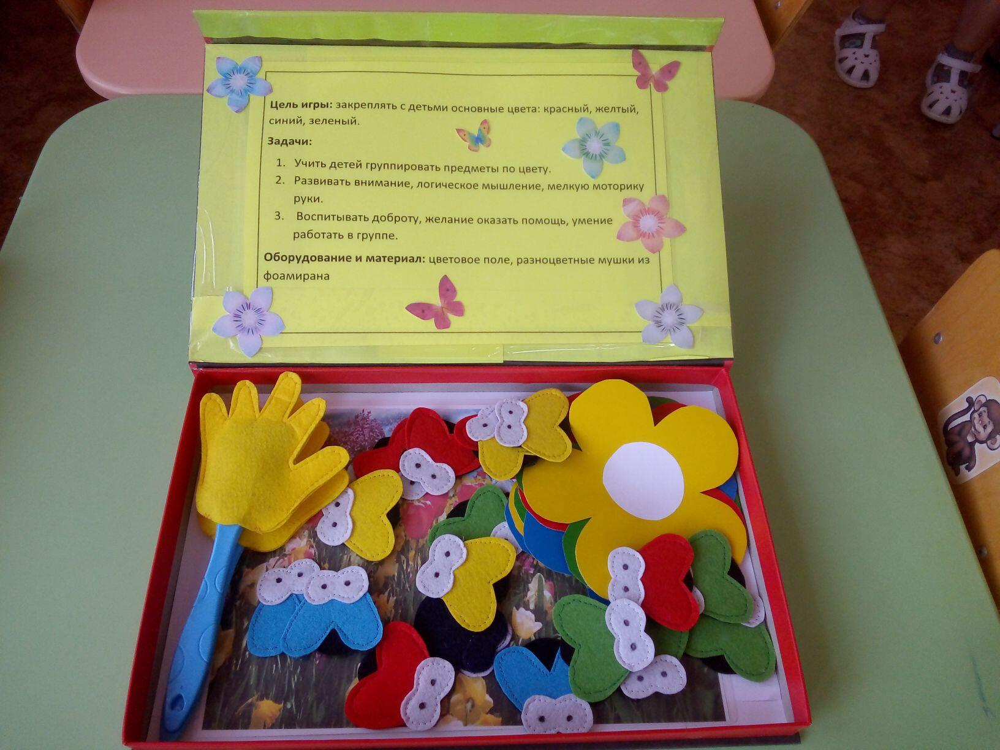 Цель игры: закреплять с детьми основные цвета: красный, желтый,
синий, зеленый.
Задачи:
1. Учить детей группировать предметы по цвету.
2. Развивать внимание, логическое мышление, мелкую моторику
руки.
3. Воспитывать доброту, желание оказать помощь, умение
работать в группе.
Оборудование и материал: цветовое поле, разноцветные мушки из
фоамирана